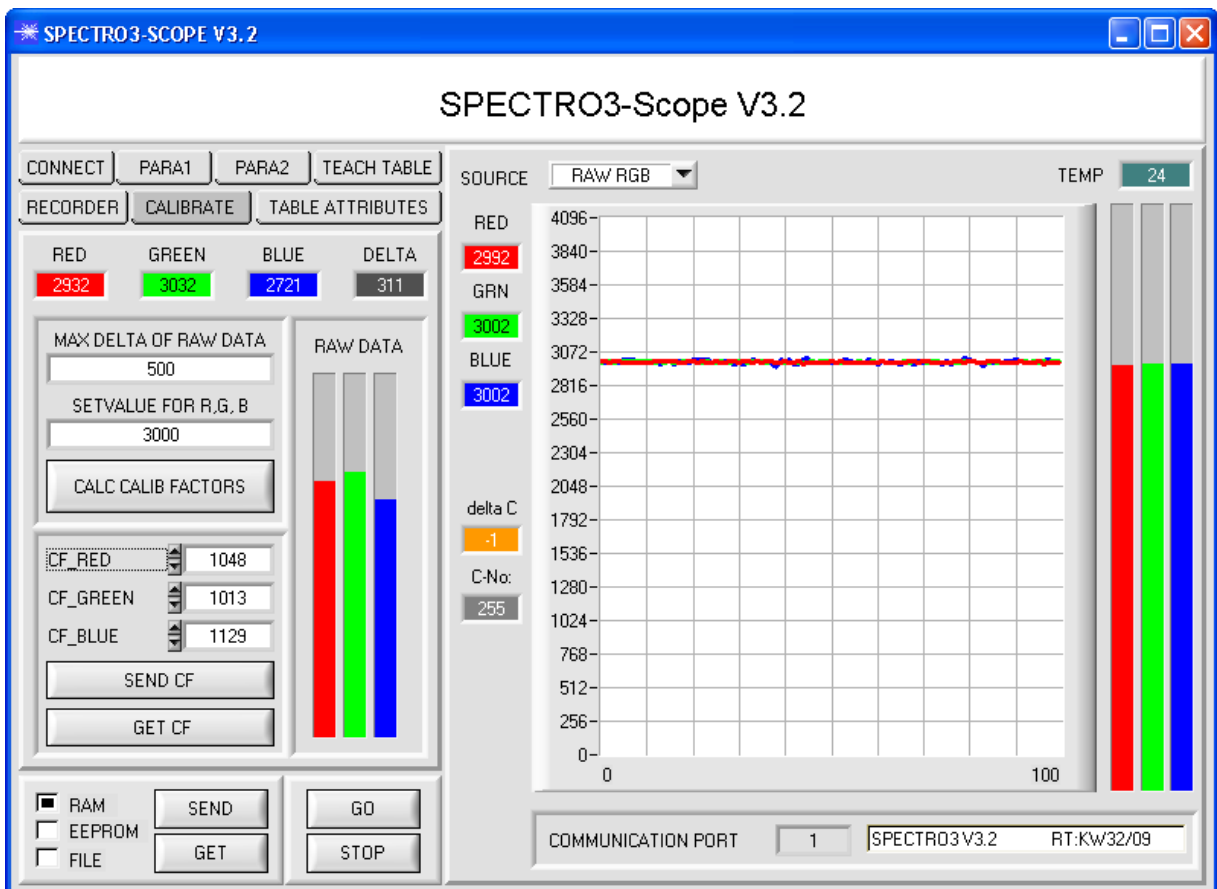 SPECTRO3-SCOPE V3.2
SPECTRO3-Scope V3.2
CONNECT PARA1 PARA2 TEACH TABLE
RECORDER CALIBRATE TABLE ATTRIBUTES
RED GREEN BLUE DELTA
2932 3032 2721 311
MAX DELTA OF RAW DATA
500
SETVALUE FOR R,G, B
3000
CALC CALIB FACTORS
RAW DATA
CF_RED 1048
CF_GREEN 1013
CF_BLUE 1129
SEND CF
GET CF
RAM
EEPROM
FILE
SEND
GET
GO
STOP
SOURCE RAW RGB
TEMP 24
RED
2992
GRN
3002
BLUE
3002
delta C
-1
C-No:
255
4096
3840
3584
3328
3072
2816
2560
2304
2048
1792
1536
1280
1024
768
512
256
0
0 100
COMMUNICATION PORT 1 SPECTRO3 V3.2 RT:KW32/09